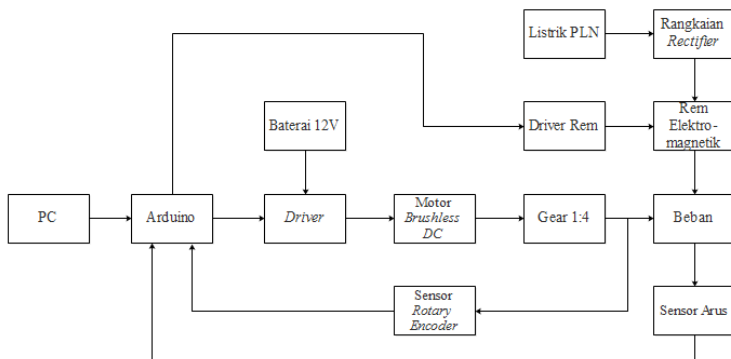 Listrik PLN
Rangkaian
Rectifier
Baterai 12V
Driver Rem
Rem
Elektro-
magnetik
PC
Arduino
Driver
Motor
Brushless
DC
Gear 1:4
Beban
Sensor
Rotary
Encoder
Sensor Arus